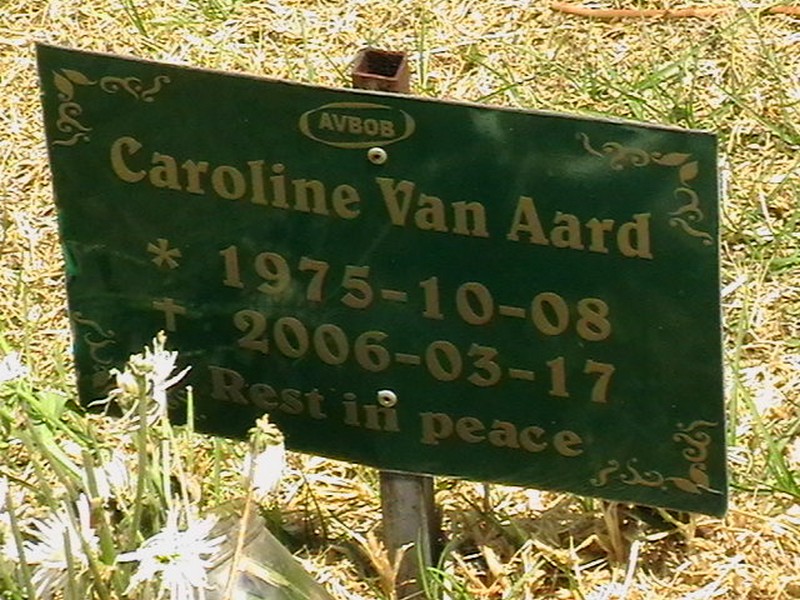 AVBOB
Caroline Van Aard
* 1975-10-08
† 2006-03-17
Rest in peace